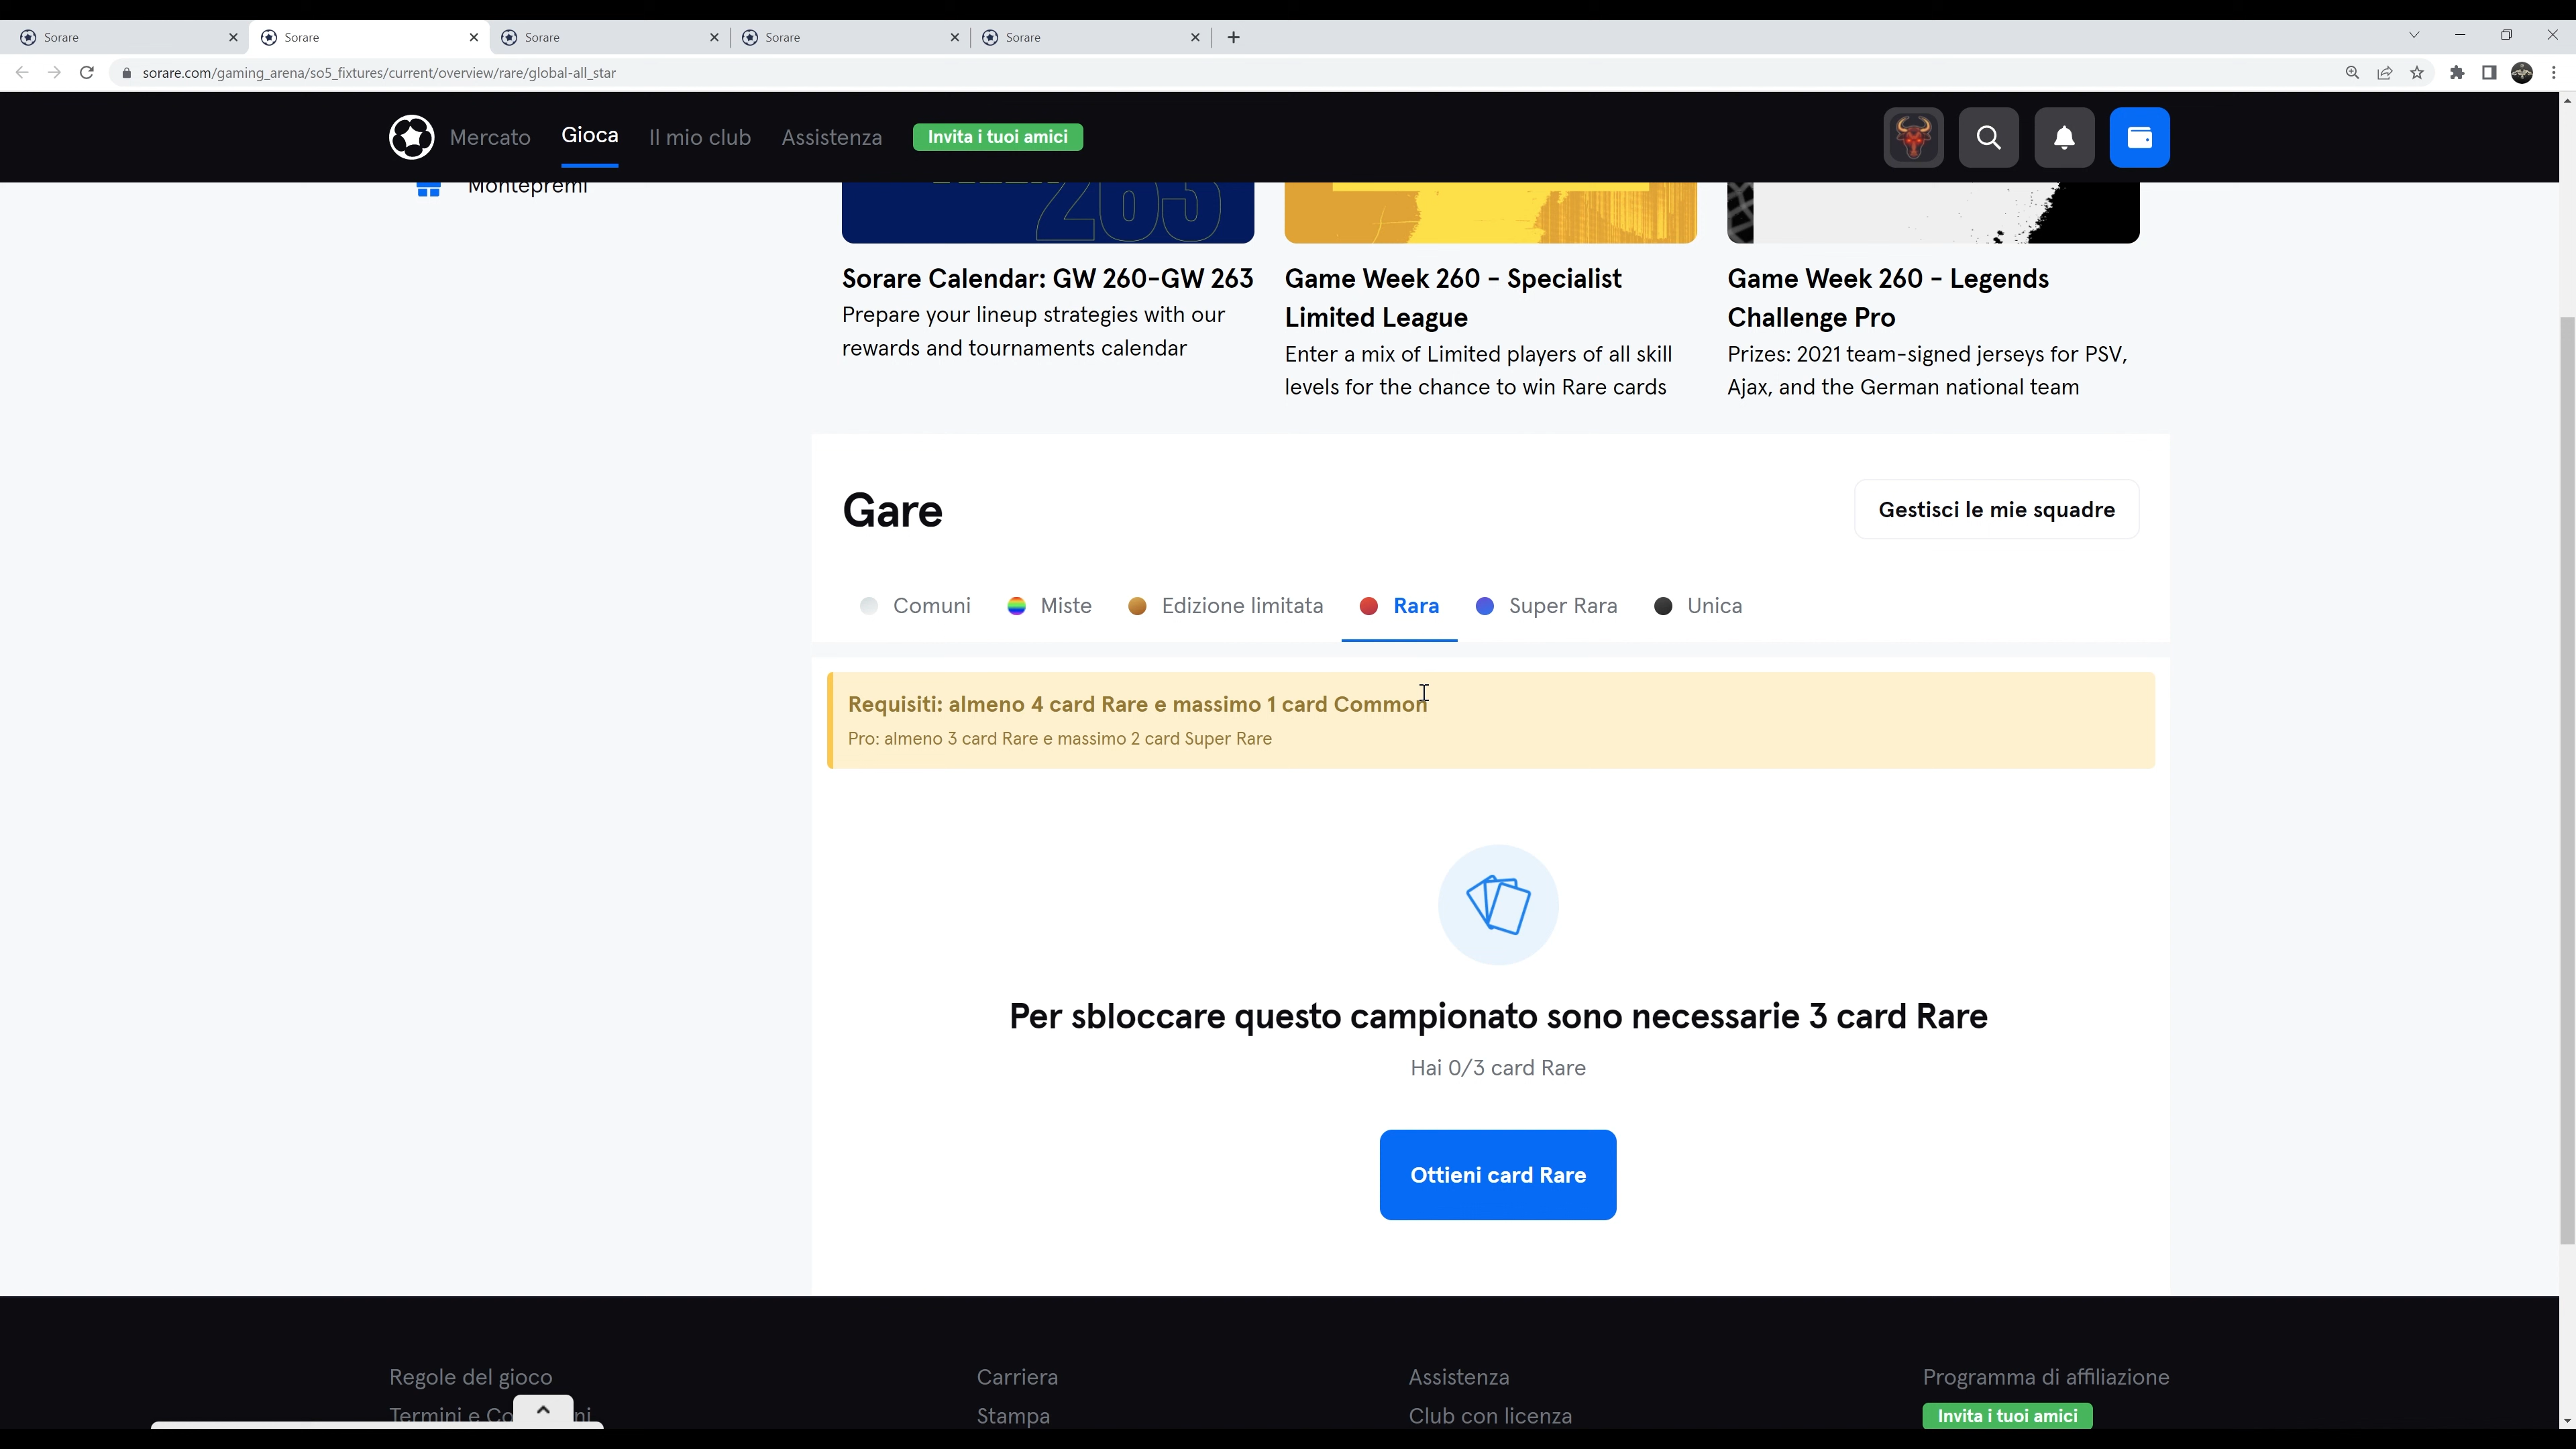 Sorare
Sorare
Sorare
Sorare
Sorare
sorare.com/gaming_arena/so5_fixtures/current/overview/rare/global-all_star
Mercato
Gioca
Il mio club
Assistenza
Invita i tuoi amici
Montepremi
263
Sorare Calendar: GW 260-GW 263
Prepare your lineup strategies with our
rewards and tournaments calendar
Game Week 260 - Specialist
Limited League
Enter a mix of Limited players of all skill
levels for the chance to win Rare cards
Game Week 260 - Legends
Challenge Pro
Prizes: 2021 team-signed jerseys for PSV,
Ajax, and the German national team
Gare
Gestisci le mie squadre
Comuni
Miste
Edizione limitata
Rara
Super Rara
Unica
Requisiti: almeno 4 card Rare e massimo 1 card Common
Pro: almeno 3 card Rare e massimo 2 card Super Rare
Per sbloccare questo campionato sono necessarie 3 card Rare
Hai 0/3 card Rare
Ottieni card Rare
Regole del gioco
Carriera
Assistenza
Programma di affiliazione
Termini e
Stampa
Club con licenza
Invita i tuoi amici